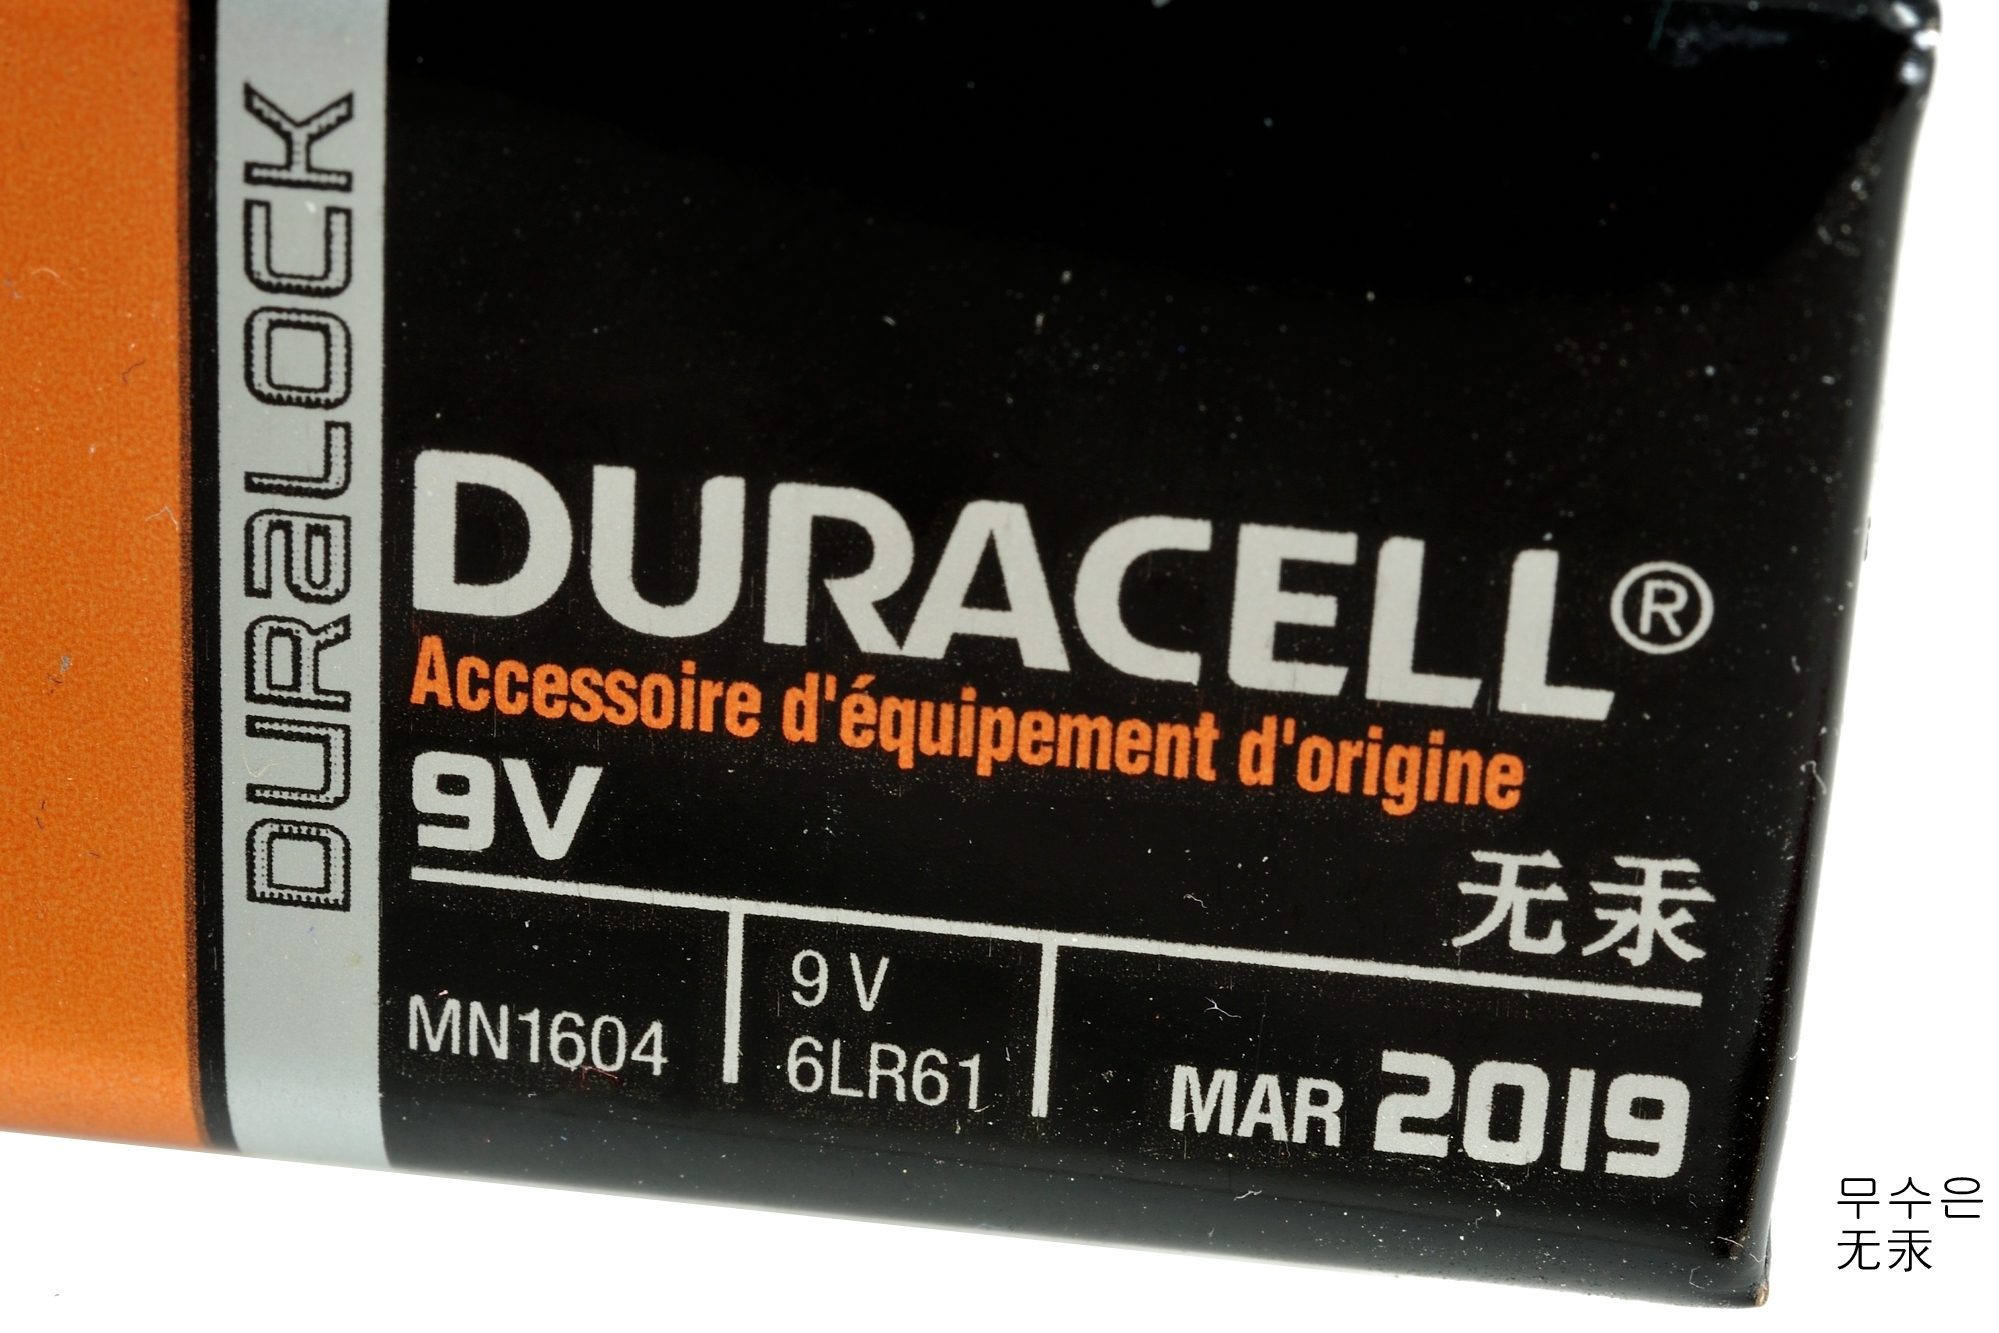 DURALOCK
DURACELL®
Accessoire d'équipement d'origine
9V
无汞
MN1604
9 V
6LR61
MAR 2019
무수은
无汞